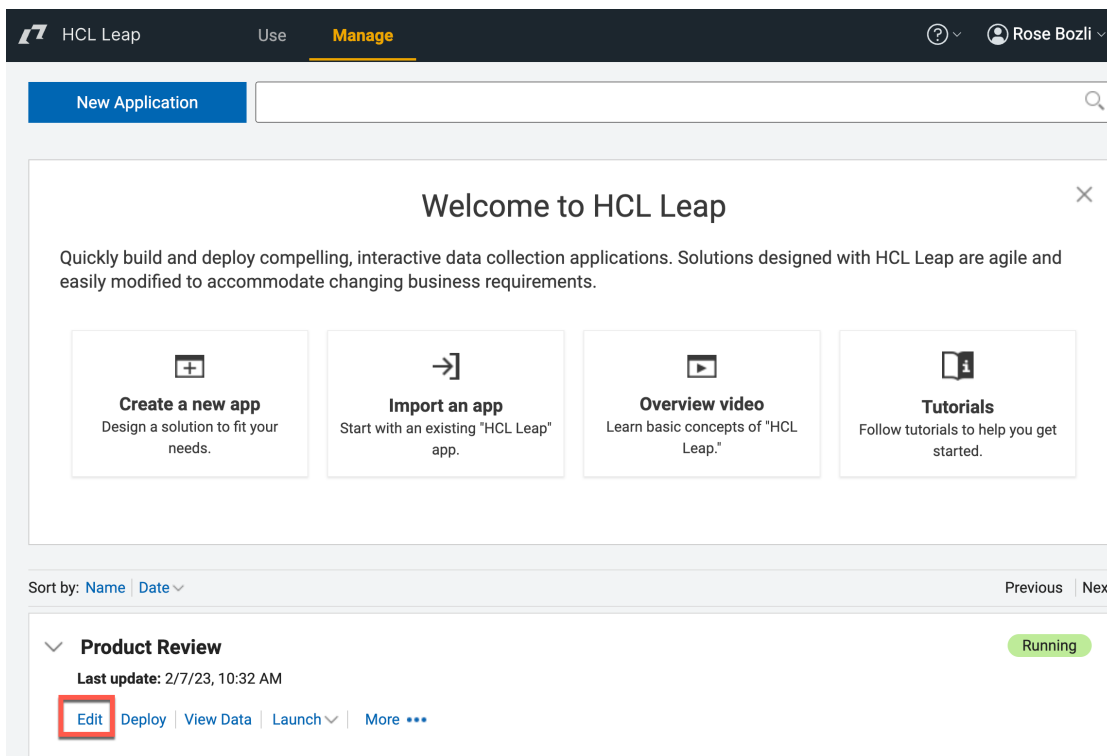 HCL Leap Use Manage Rose Bozli
New Application
Welcome to HCL Leap
Quickly build and deploy compelling, interactive data collection applications. Solutions designed with HCL Leap are agile and
easily modified to accommodate changing business requirements.
Create a new app
Design a solution to fit your
needs.
Import an app
Start with an existing "HCL Leap"
app.
Overview video
Learn basic concepts of "HCL
Leap."
Tutorials
Follow tutorials to help you get
started.
Sort by: Name Date Previous Nex
Product Review Running
Last update: 2/7/23, 10:32 AM
Edit Deploy View Data Launch More •••